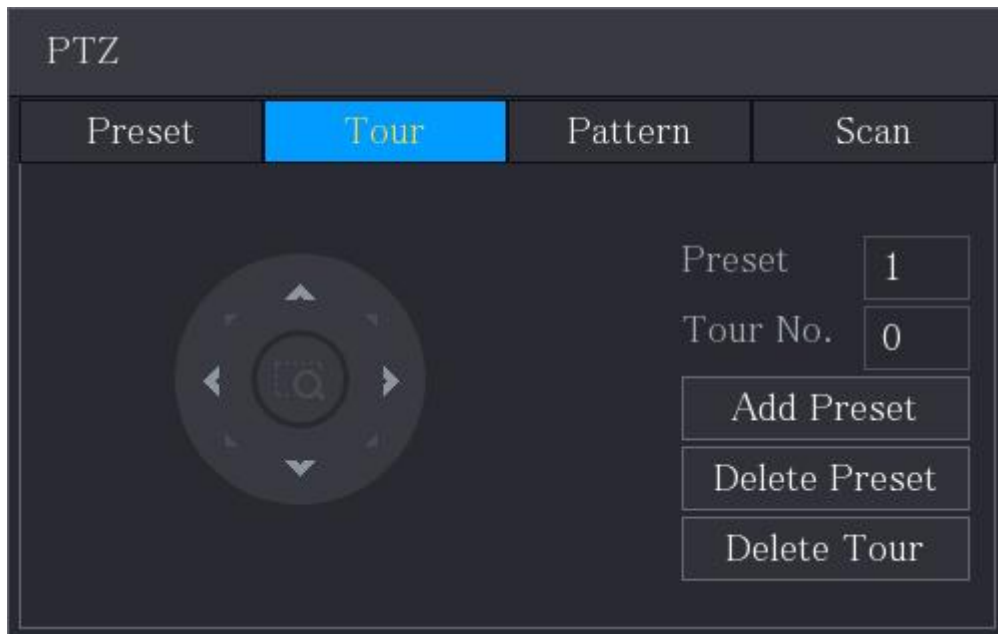 PTZ
Preset Tour Pattern Scan
Preset 1
Tour No. 0
Add Preset
Delete Preset
Delete Tour